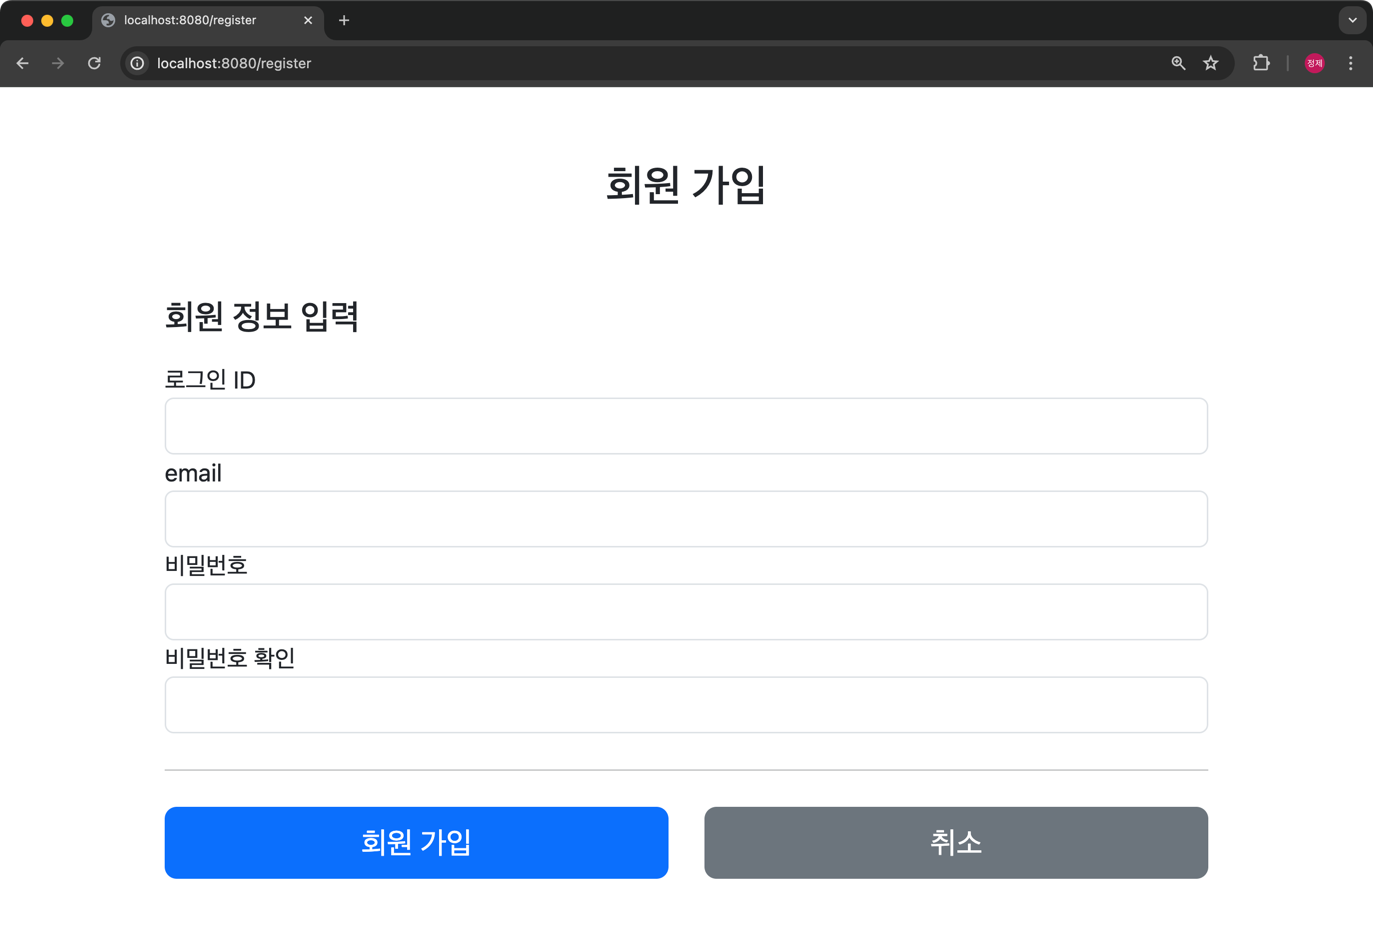 localhost:8080/register
localhost:8080/register
정제
회원 가입
회원 정보 입력
로그인 ID
email
비밀번호
비밀번호 확인
회원 가입
취소